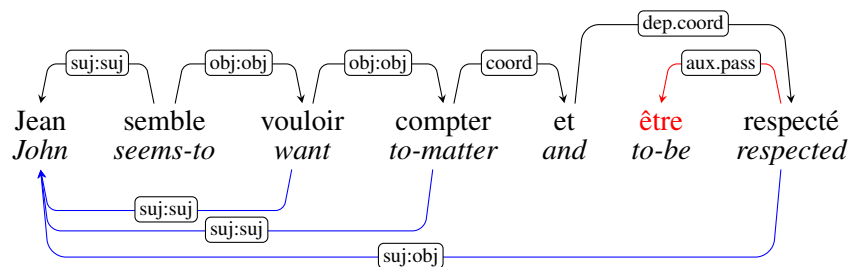 dep.coord
suj:suj obj:obj obj:obj coord aux.pass
Jean semble vouloir compter et être respecté
John seems-to want to-matter and to-be respected
suj:suj
suj:suj
suj:obj